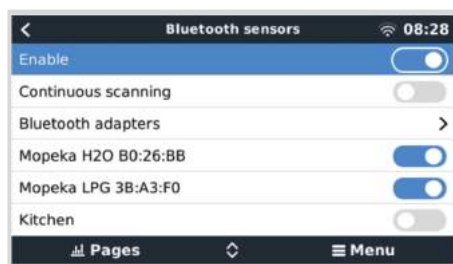 Bluetooth sensors 08:28
Enable
Continuous scanning
Bluetooth adapters
Mopeka H2O B0:26:BB
Mopeka LPG 3B:A3:F0
Kitchen
Pages Menu